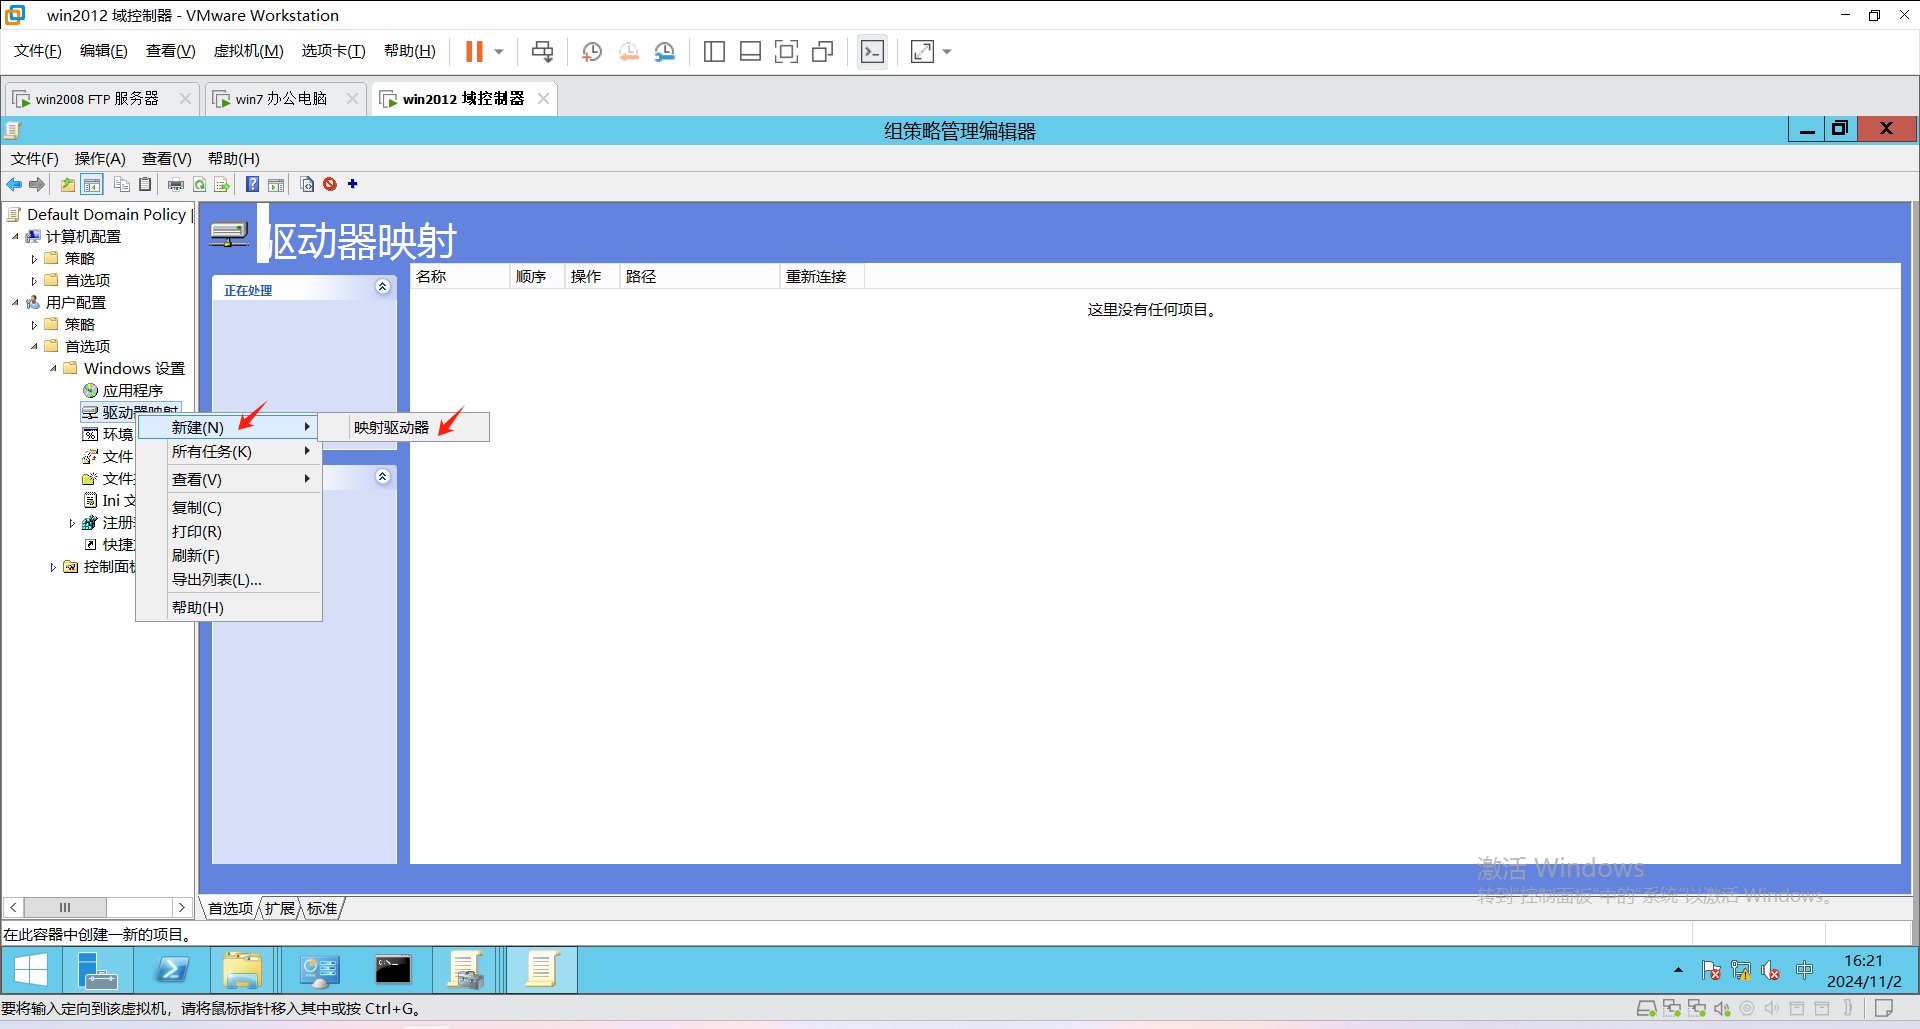 win2012 域控制器 - VMware Workstation
文件(F) 编辑(E) 查看(V) 虚拟机(M) 选项卡(T) 帮助(H)
win2008 FTP 服务器 win7 办公电脑 win2012 域控制器
组策略管理编辑器
文件(F) 操作(A) 查看(V) 帮助(H)
Default Domain Policy
计算机配置
策略
首选项
用户配置
策略
首选项
Windows 设置
应用程序
驱动器映射
环境
文件
文件
Ini 文
注册
快捷
控制面板
驱动器映射
正在处理
名称 顺序 操作 路径 重新连接
这里没有任何项目。
新建(N)
映射驱动器
所有任务(K)
查看(V)
复制(C)
打印(R)
刷新(F)
导出列表(L)...
帮助(H)
激活 Windows
转到"控制面板"中的"系统"以激活 Windows。
首选项 扩展 标准
在此容器中创建一新的项目。
中
16:21
2024/11/2
要将输入定向到该虚拟机，请将鼠标指针移入其中或按 Ctrl+G。